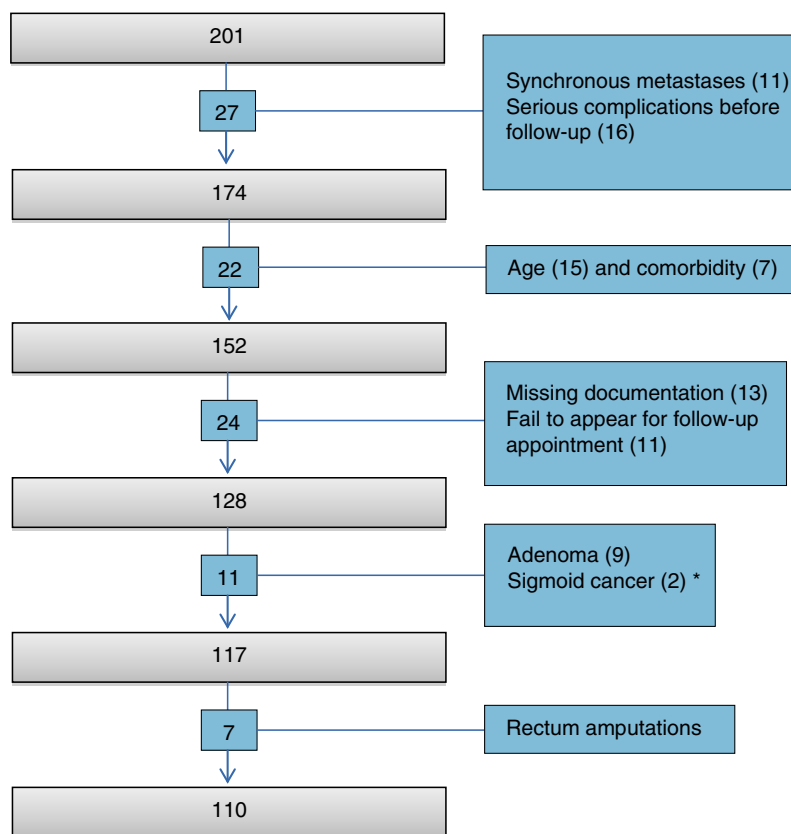 201
27
Synchronous metastases (11)
Serious complications before
follow-up (16)
174
22
Age (15) and comorbidity (7)
152
24
Missing documentation (13)
Fail to appear for follow-up
appointment (11)
128
11
Adenoma (9)
Sigmoid cancer (2) *
117
7
Rectum amputations
110